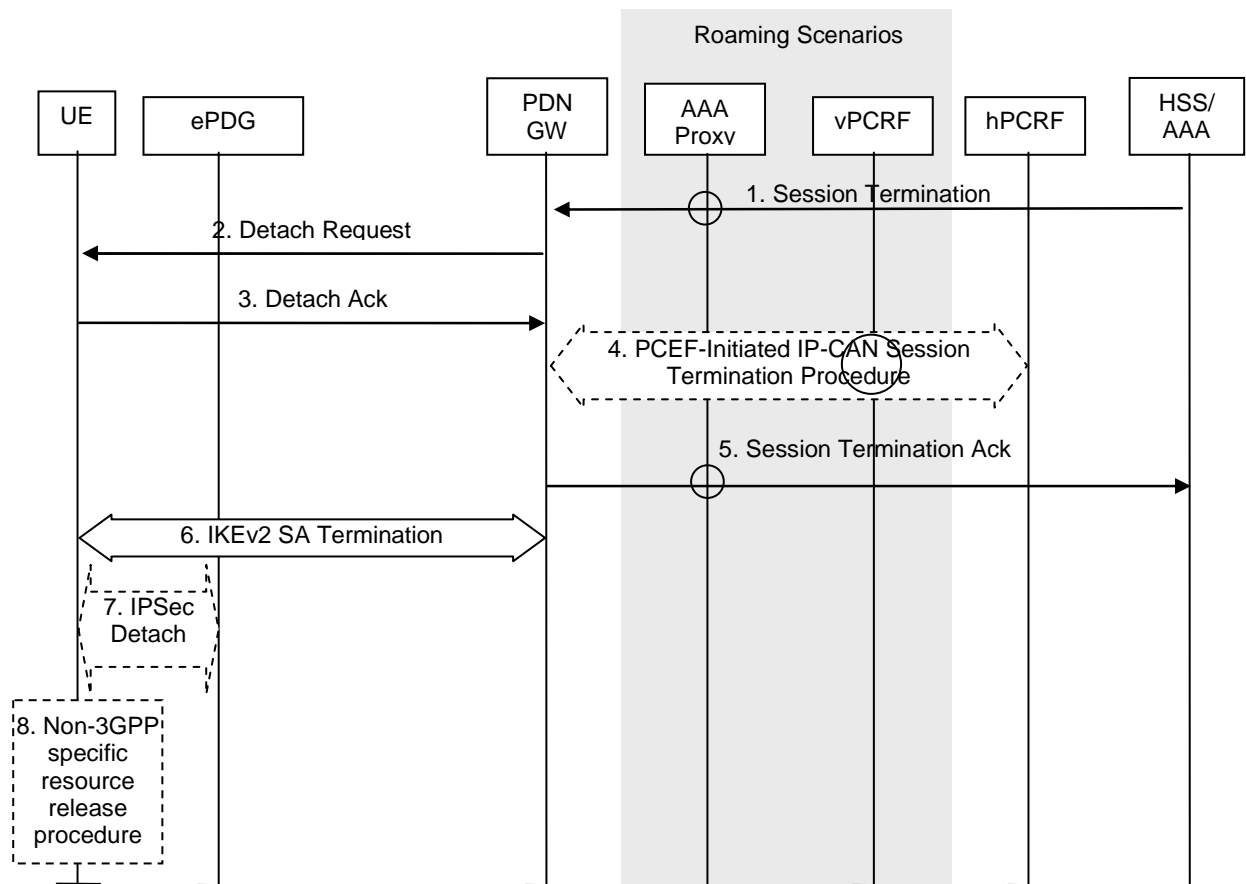 Roaming Scenarios
UE
ePDG
PDN
GW
AAA
Proxy
vPCRF
hPCRF
HSS/
AAA
1. Session Termination
2. Detach Request
3. Detach Ack
4. PCEF-Initiated IP-CAN Session
Termination Procedure
5. Session Termination Ack
6. IKEv2 SA Termination
7. IPSec
Detach
8. Non-3GPP
specific
resource
release
procedure